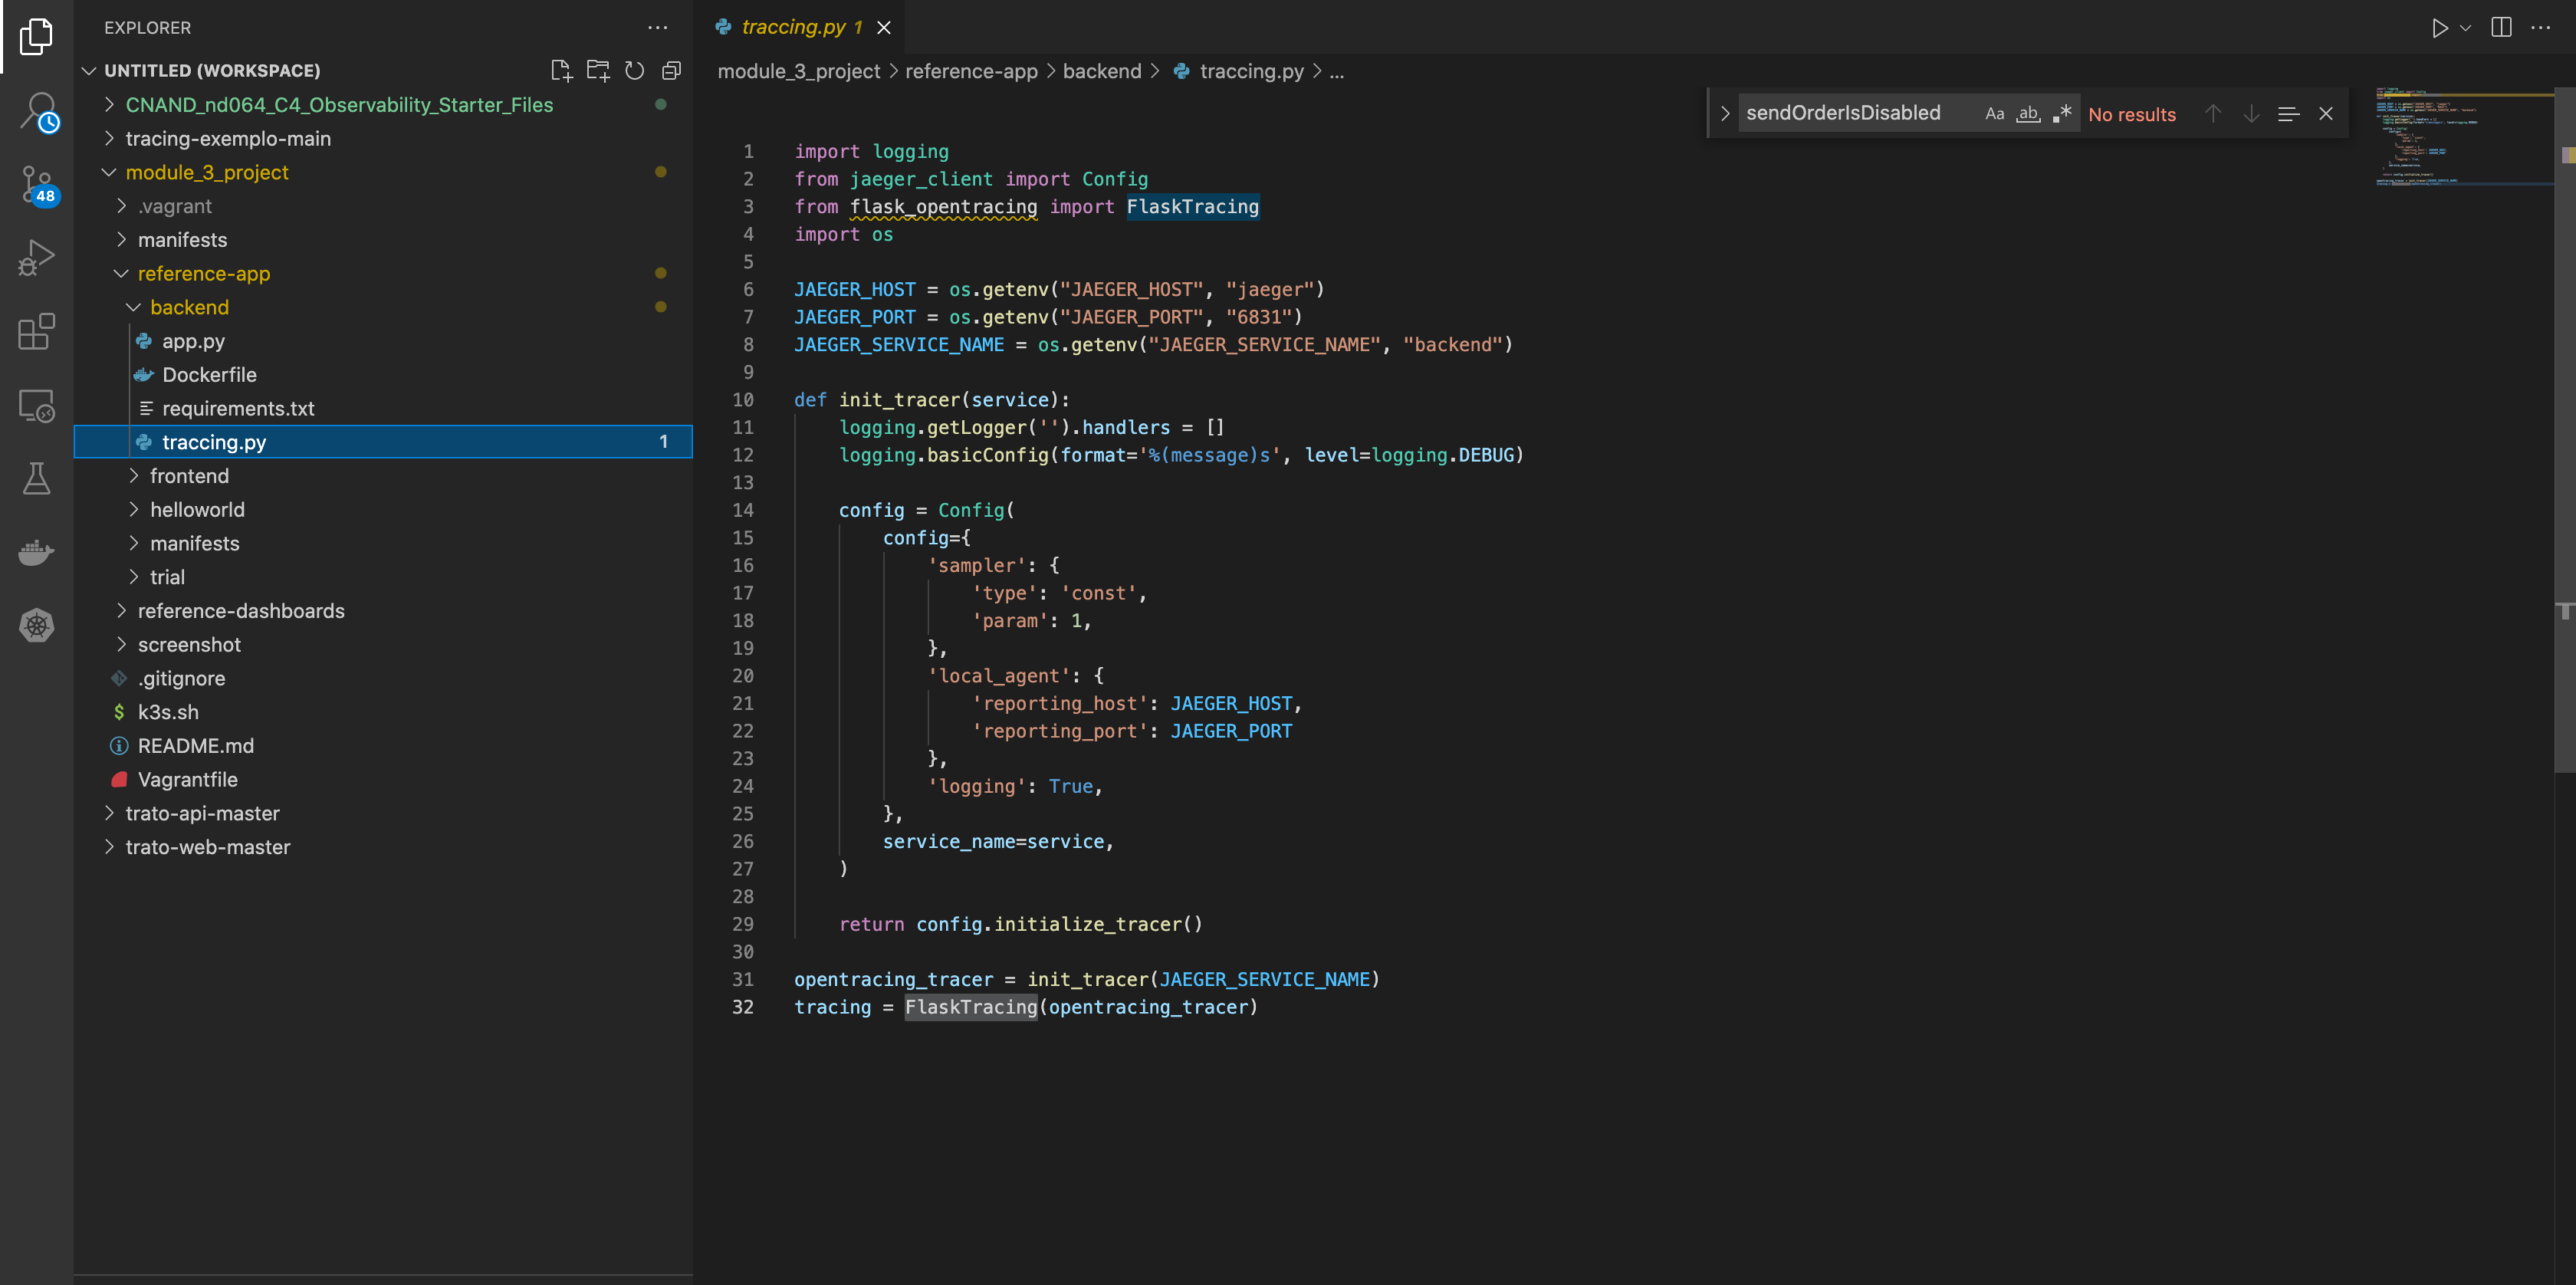 EXPLORER
UNTITLED (WORKSPACE)
CNAND_nd064_C4_Observability_Starter_Files
tracing-exemplo-main
module_3_project
.vagrant
manifests
reference-app
backend
app.py
Dockerfile
requirements.txt
traccing.py 1
frontend
helloworld
manifests
trial
reference-dashboards
screenshot
.gitignore
$ k3s.sh
README.md
Vagrantfile
trato-api-master
trato-web-master
48
traccing.py 1
module_3_project > reference-app > backend > traccing.py > ...
sendOrderIsDisabled Aa ab .* No results
1 import logging
2 from jaeger_client import Config
3 from flask_opentracing import FlaskTracing
4 import os
5
6 JAEGER_HOST = os.getenv("JAEGER_HOST", "jaeger")
7 JAEGER_PORT = os.getenv("JAEGER_PORT", "6831")
8 JAEGER_SERVICE_NAME = os.getenv("JAEGER_SERVICE_NAME", "backend")
9
10 def init_tracer(service):
11 logging.getLogger('').handlers = []
12 logging.basicConfig(format='%(message)s', level=logging.DEBUG)
13
14 config = Config(
15 config={
16 'sampler': {
17 'type': 'const',
18 'param': 1,
19 },
20 'local_agent': {
21 'reporting_host': JAEGER_HOST,
22 'reporting_port': JAEGER_PORT
23 },
24 'logging': True,
25 },
26 service_name=service,
27 )
28
29 return config.initialize_tracer()
30
31 opentracing_tracer = init_tracer(JAEGER_SERVICE_NAME)
32 tracing = FlaskTracing(opentracing_tracer)